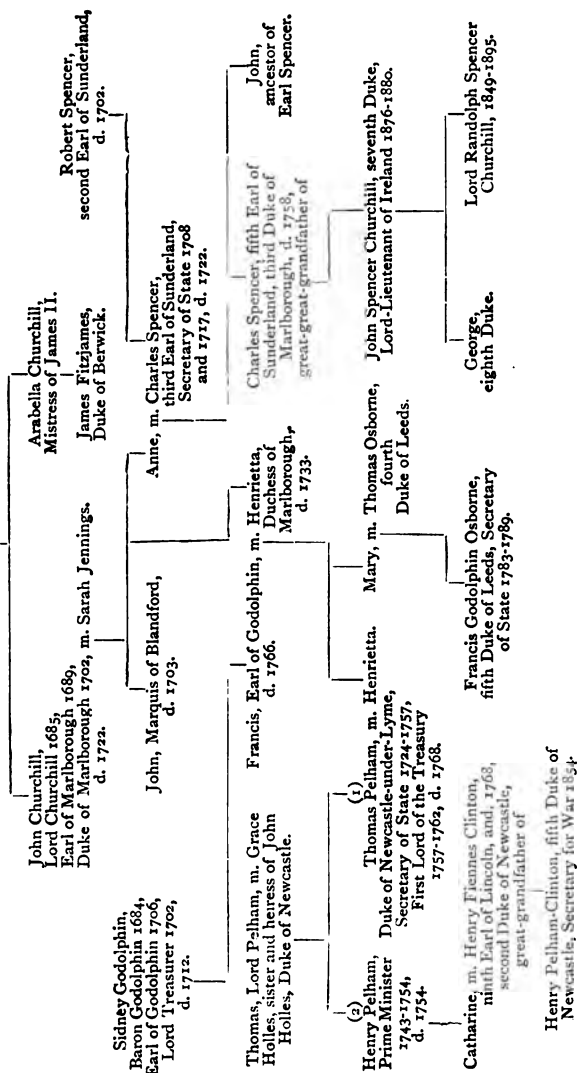 John Churchill,
Lord Churchill 1685,
Earl of Marlborough 1689,
Duke of Marlborough 1702, m. Sarah Jennings.
d. 1722.
Arabella Churchill,
Mistress of James II.
James Fitzjames,
Duke of Berwick.
Robert Spencer,
second Earl of Sunderland,
d. 1702.
Sidney Godolphin,
Baron Godolphin 1684,
Earl of Godolphin 1706,
Lord Treasurer 1702,
d. 1712.
John, Marquis of Blandford,
d. 1703.
Anne, m. Charles Spencer,
third Earl of Sunderland,
Secretary of State 1708
and 1717, d. 1722.
Thomas, Lord Pelham, m. Grace
Holles, sister and heiress of John
Holles, Duke of Newcastle.
Francis, Earl of Godolphin, m. Henrietta,
d. 1766.
Duchess of
Marlborough,
d. 1733.
Charles Spencer, fifth Earl of
Sunderland, third Duke of
Marlborough, d. 1758,
great-great-grandfather of
John,
ancestor of
Earl Spencer.
(2)
Henry Pelham,
Prime Minister
1743-1754,
d. 1754.
(1)
Thomas Pelham, m. Henrietta.
Duke of Newcastle-under-Lyme,
Secretary of State 1724-1757,
First Lord of the Treasury
1757-1762, d. 1768.
Mary, m. Thomas Osborne,
fourth
Duke of Leeds.
John Spencer Churchill, seventh Duke,
Lord-Lieutenant of Ireland 1876-1880.
Catharine, m. Henry Fiennes Clinton,
ninth Earl of Lincoln, and, 1768,
second Duke of Newcastle,
great-grandfather of
Francis Godolphin Osborne,
fifth Duke of Leeds, Secretary
of State 1783-1789.
George,
eighth Duke.
Lord Randolph Spencer
Churchill, 1849-1895.
Henry Pelham-Clinton, fifth Duke of
Newcastle, Secretary for War 1854.